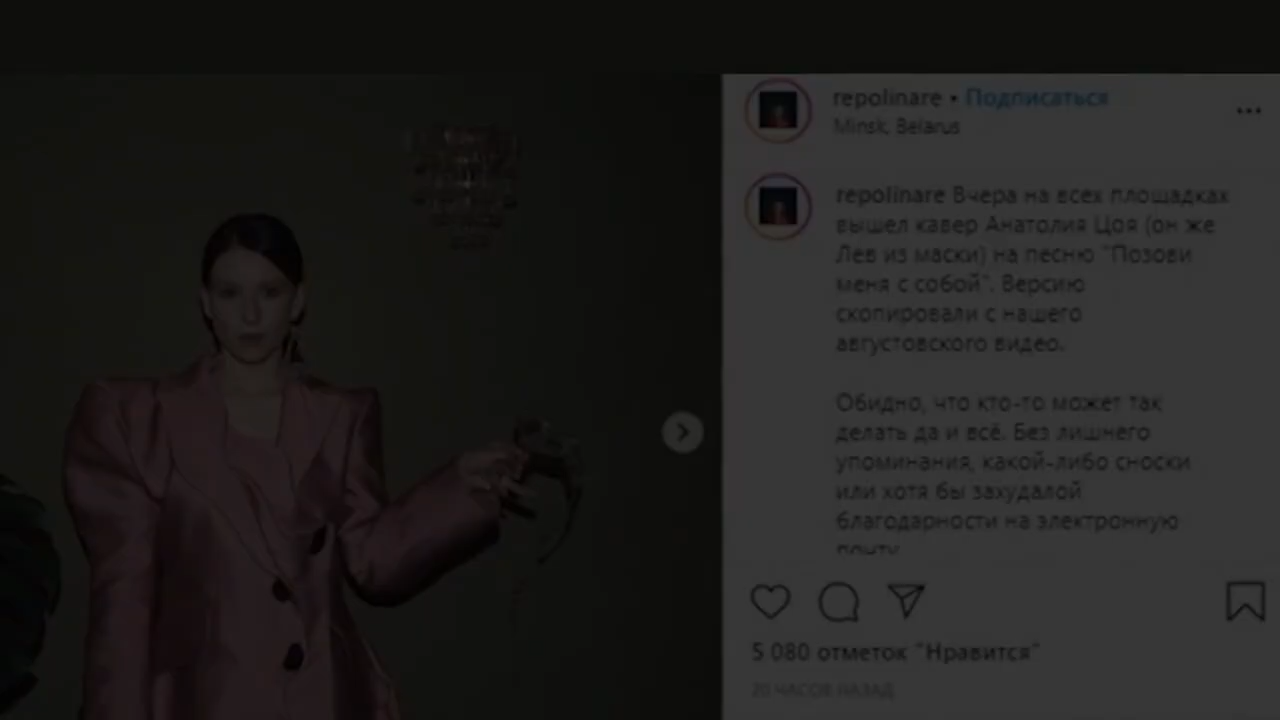 repolinare • Подписаться
Minsk, Belarus
repolinare Вчера на всех площадках
вышел кавер Анатолия Цоя (он же
Лев из маски) на песню "Позови
меня с собой". Версию
скопировали с нашего
августовского видео.
Обидно, что кто-то может так
делать да и всё. Без лишнего
упоминания, какой-либо сноски
или хотя бы захудалой
благодарности на электронную
почту.
5 080 отметок "Нравится"
20 ЧАСОВ НАЗАД